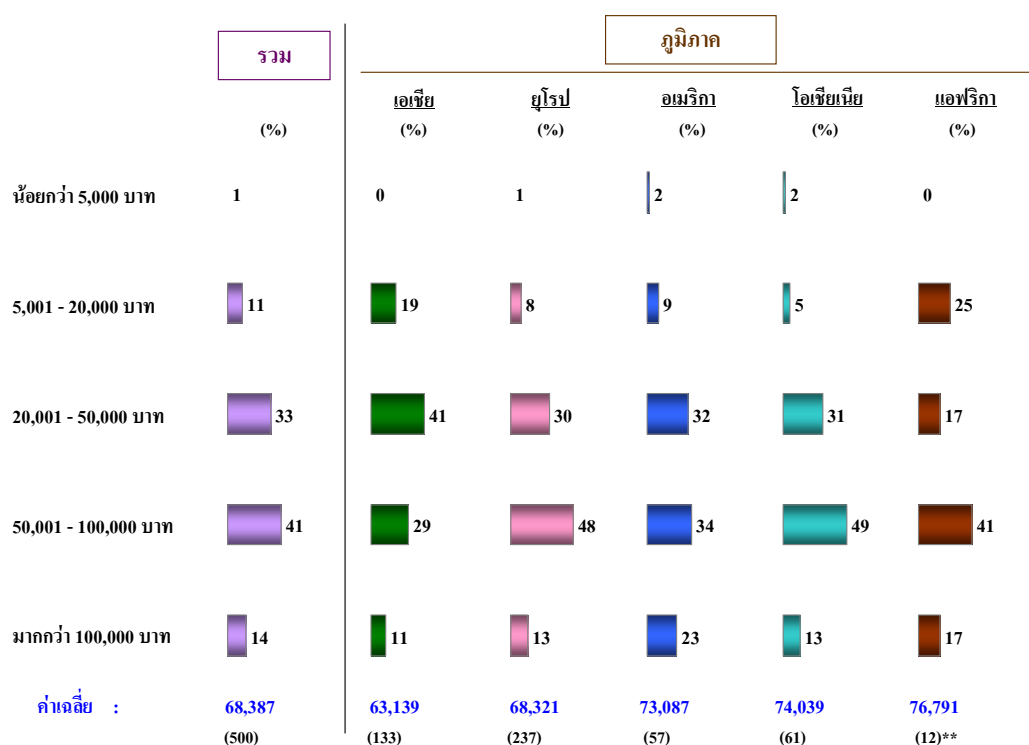 รวม
ภูมิภาค
เอเชีย ยุโรป อเมริกา โอเชียเนีย แอฟริกา
(%) (%) (%) (%) (%) (%)
น้อยกว่า 5,000 บาท 1 0 1 2 2 0
5,001 - 20,000 บาท 11 19 8 9 5 25
20,001 - 50,000 บาท 33 41 30 32 31 17
50,001 - 100,000 บาท 41 29 48 34 49 41
มากกว่า 100,000 บาท 14 11 13 23 13 17
ค่าเฉลี่ย : 68,387 63,139 68,321 73,087 74,039 76,791
(500) (133) (237) (57) (61) (12)**